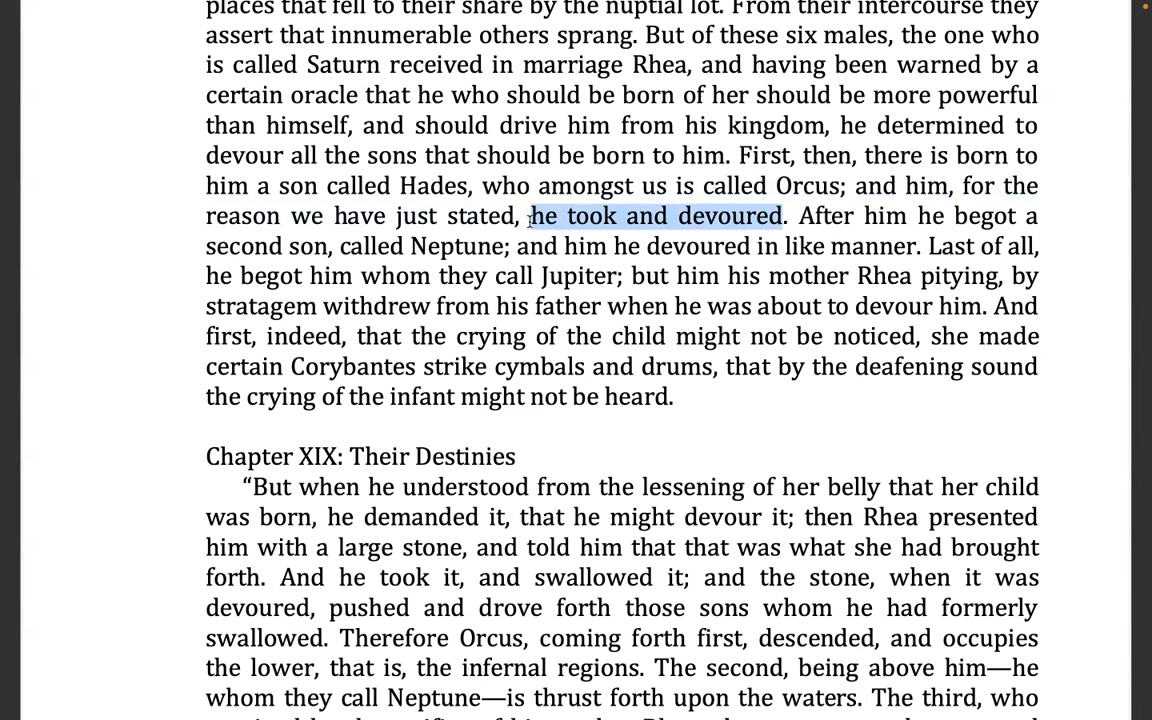 places that fell to their share by the nuptial lot. From their intercourse they
assert that innumerable others sprang. But of these six males, the one who
is called Saturn received in marriage Rhea, and having been warned by a
certain oracle that he who should be born of her should be more powerful
than himself, and should drive him from his kingdom, he determined to
devour all the sons that should be born to him. First, then, there is born to
him a son called Hades, who amongst us is called Orcus; and him, for the
reason we have just stated, he took and devoured. After him he begot a
second son, called Neptune; and him he devoured in like manner. Last of all,
he begot him whom they call Jupiter; but him his mother Rhea pitying, by
stratagem withdrew from his father when he was about to devour him. And
first, indeed, that the crying of the child might not be noticed, she made
certain Corybantes strike cymbals and drums, that by the deafening sound
the crying of the infant might not be heard.
Chapter XIX: Their Destinies
“But when he understood from the lessening of her belly that her child
was born, he demanded it, that he might devour it; then Rhea presented
him with a large stone, and told him that that was what she had brought
forth. And he took it, and swallowed it; and the stone, when it was
devoured, pushed and drove forth those sons whom he had formerly
swallowed. Therefore Orcus, coming forth first, descended, and occupies
the lower, that is, the infernal regions. The second, being above him—he
whom they call Neptune—is thrust forth upon the waters. The third, who